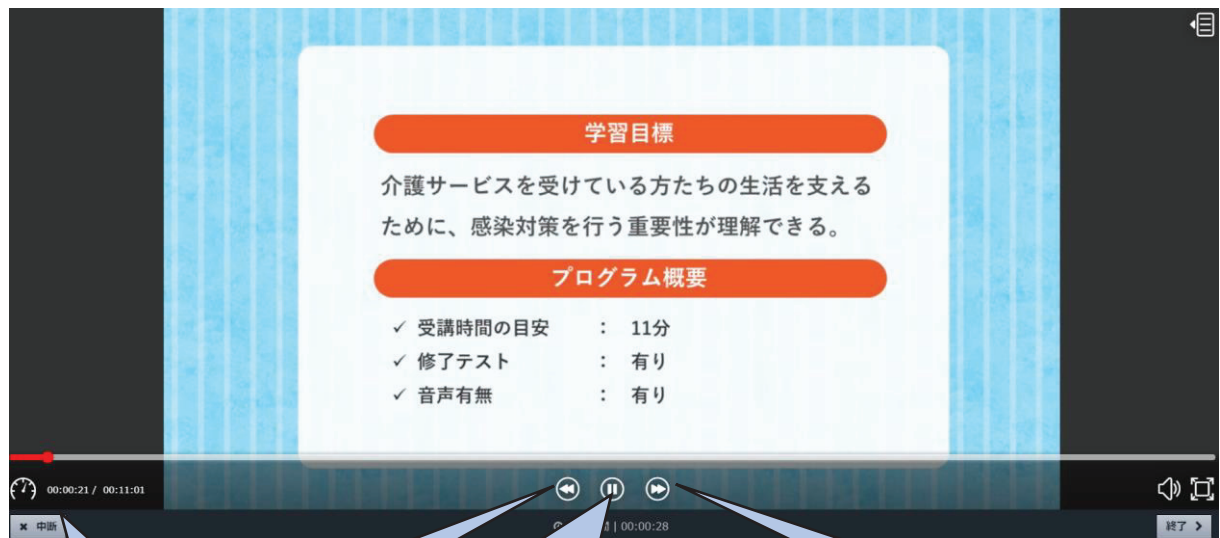 学習目標
介護サービスを受けている方たちの生活を支える
ために、感染対策を行う重要性が理解できる。
プログラム概要
✓ 受講時間の目安 : 11分
✓ 修了テスト : 有り
✓ 音声有無 : 有り
00:00:21 / 00:11:01
× 中断
| 00:00:28
終了 >